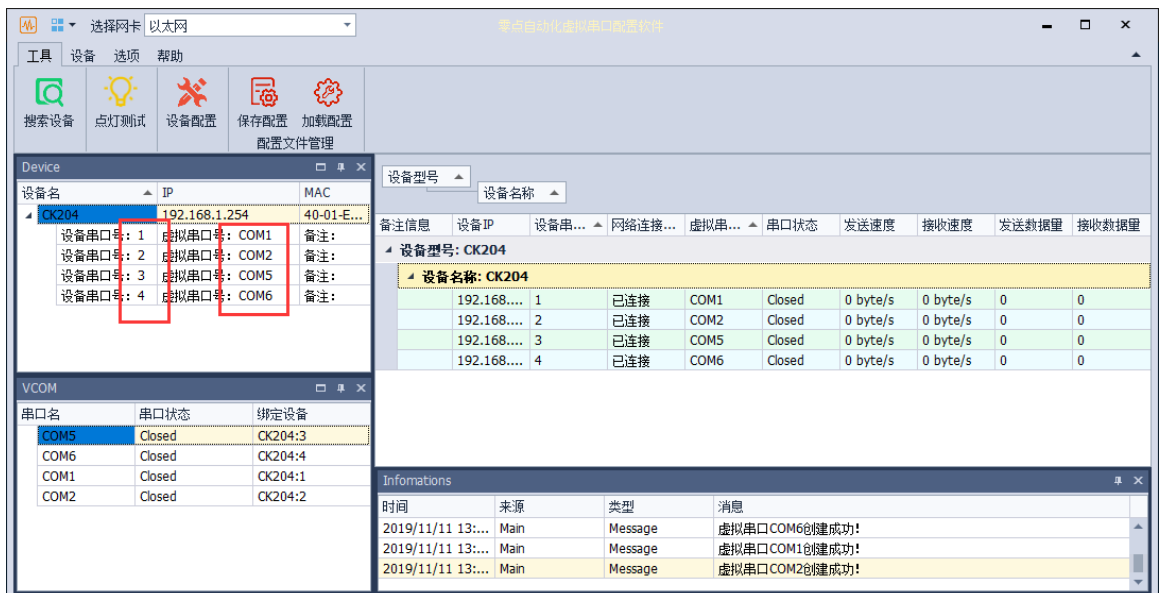 选择网卡 以太网 零点自动化虚拟串口配置软件
工具 设备 选项 帮助
搜索设备 点灯测试 设备配置 保存配置 加载配置
配置文件管理
Device
设备名 IP MAC
CK204 192.168.1.254 40-01-E...
设备串口号: 1 虚拟串口号: COM1 备注:
设备串口号: 2 虚拟串口号: COM2 备注:
设备串口号: 3 虚拟串口号: COM5 备注:
设备串口号: 4 虚拟串口号: COM6 备注:
VCOM
串口名 串口状态 绑定设备
COM5 Closed CK204:3
COM6 Closed CK204:4
COM1 Closed CK204:1
COM2 Closed CK204:2
设备型号
设备名称
备注信息 设备IP 设备串... 网络连接... 虚拟串... 串口状态 发送速度 接收速度 发送数据量 接收数据量
设备型号: CK204
设备名称: CK204
192.168.... 1 已连接 COM1 Closed 0 byte/s 0 byte/s 0 0
192.168.... 2 已连接 COM2 Closed 0 byte/s 0 byte/s 0 0
192.168.... 3 已连接 COM5 Closed 0 byte/s 0 byte/s 0 0
192.168.... 4 已连接 COM6 Closed 0 byte/s 0 byte/s 0 0
Infomations
时间 来源 类型 消息
2019/11/11 13:... Main Message 虚拟串口COM6创建成功!
2019/11/11 13:... Main Message 虚拟串口COM1创建成功!
2019/11/11 13:... Main Message 虚拟串口COM2创建成功!